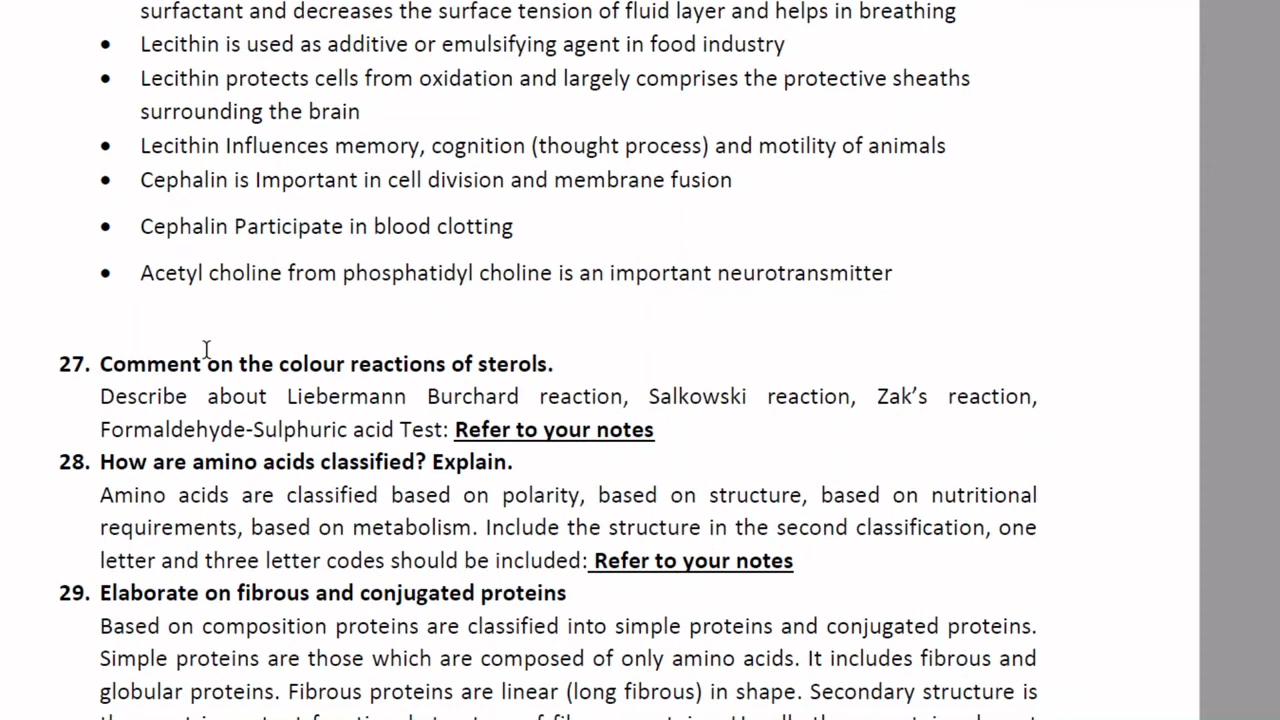 surfactant and decreases the surface tension of fluid layer and helps in breathing
• Lecithin is used as additive or emulsifying agent in food industry
• Lecithin protects cells from oxidation and largely comprises the protective sheaths
surrounding the brain
• Lecithin Influences memory, cognition (thought process) and motility of animals
• Cephalin is Important in cell division and membrane fusion
• Cephalin Participate in blood clotting
• Acetyl choline from phosphatidyl choline is an important neurotransmitter
27. Comment on the colour reactions of sterols.
Describe about Liebermann Burchard reaction, Salkowski reaction, Zak’s reaction,
Formaldehyde-Sulphuric acid Test: Refer to your notes
28. How are amino acids classified? Explain.
Amino acids are classified based on polarity, based on structure, based on nutritional
requirements, based on metabolism. Include the structure in the second classification, one
letter and three letter codes should be included: Refer to your notes
29. Elaborate on fibrous and conjugated proteins
Based on composition proteins are classified into simple proteins and conjugated proteins.
Simple proteins are those which are composed of only amino acids. It includes fibrous and
globular proteins. Fibrous proteins are linear (long fibrous) in shape. Secondary structure is